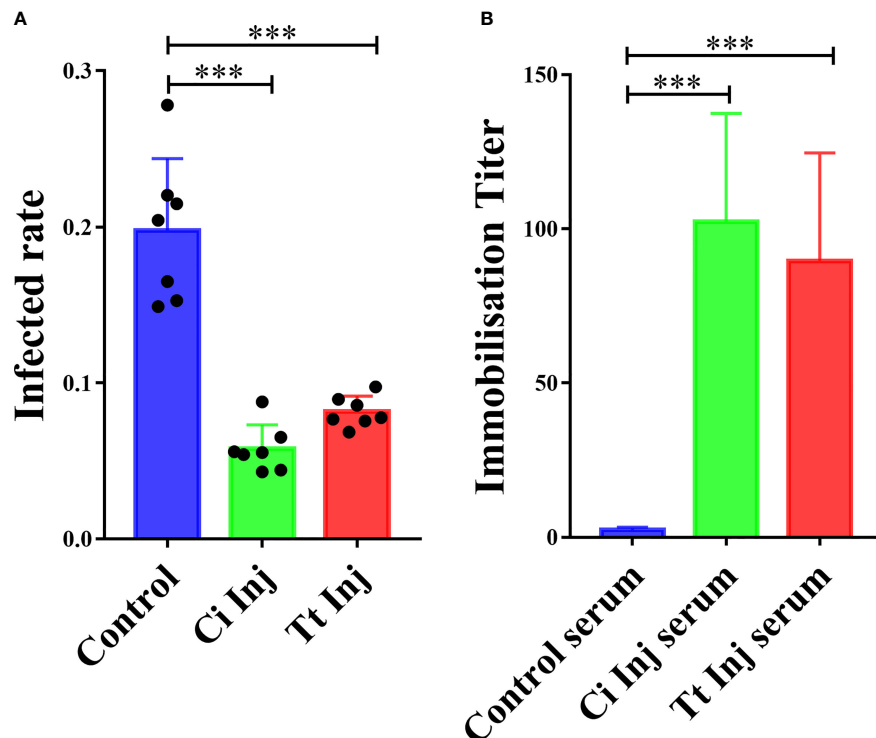 A
***
***
0.3
0.2
0.1
0.0
Infected rate
Control
Ci Inj
Tt Inj
B
***
***
150
100
50
0
Immobilisation Titer
Control serum
Ci Inj serum
Tt Inj serum